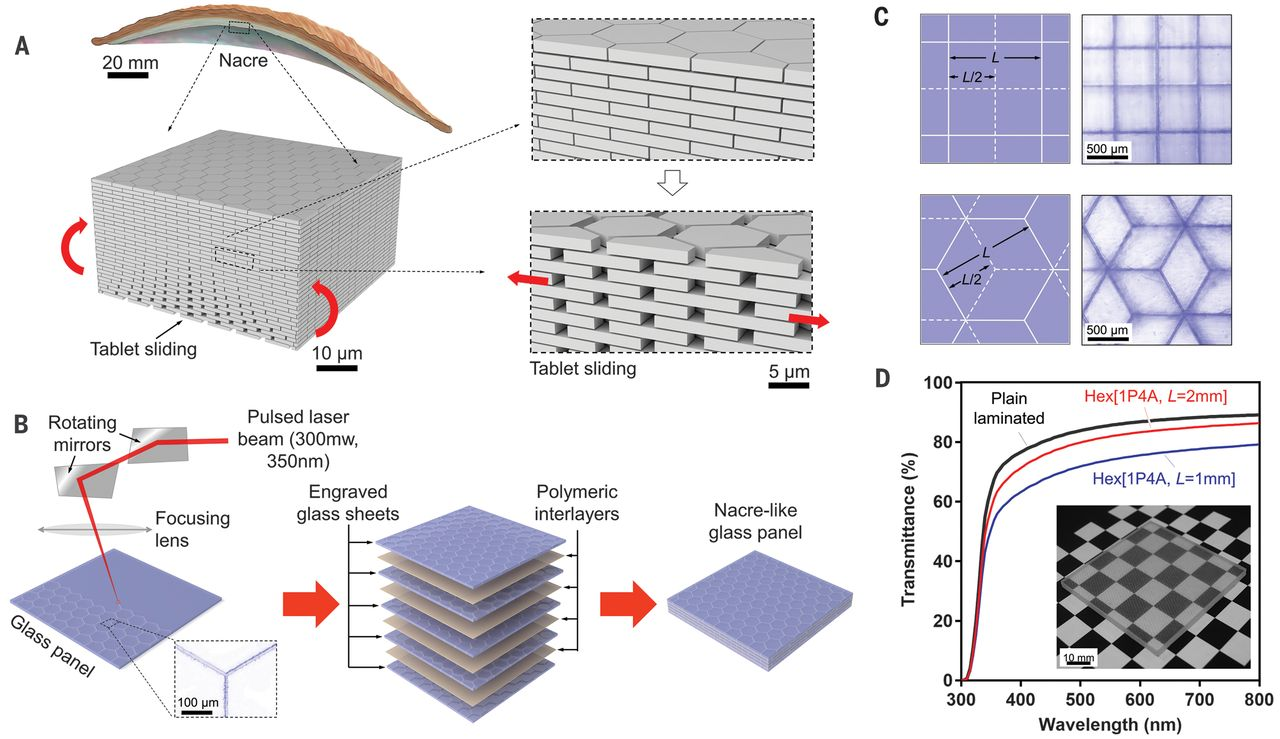 A
20 mm
Nacre
Tablet sliding
10 µm
Tablet sliding
5 µm
B
Rotating
mirrors
Pulsed laser
beam (300mw,
350nm)
Focusing
lens
Glass panel
100 µm
Engraved
glass sheets
Polymeric
interlayers
Nacre-like
glass panel
C
L
L/2
500 µm
L
L/2
500 µm
D
Transmittance (%)
100
80
60
40
20
0
Plain
laminated
Hex[1P4A, L=2mm]
Hex[1P4A, L=1mm]
10 mm
300
400
500
600
700
800
Wavelength (nm)